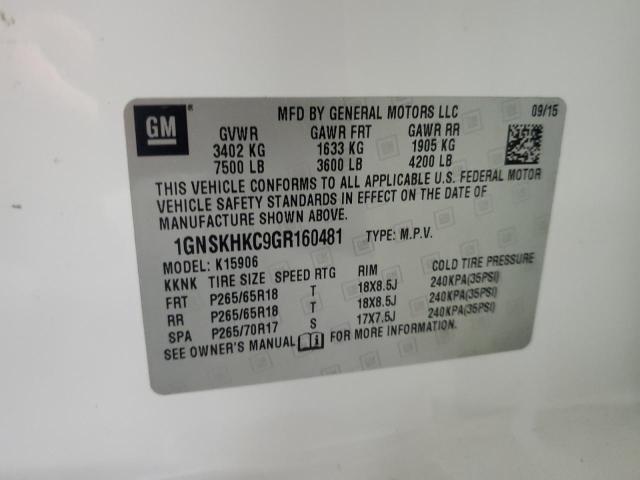 GM ® MFD BY GENERAL MOTORS LLC 09/15
GVWR GAWR FRT GAWR RR
3402 KG 1633 KG 1905 KG
7500 LB 3600 LB 4200 LB
THIS VEHICLE CONFORMS TO ALL APPLICABLE U.S. FEDERAL MOTOR
VEHICLE SAFETY STANDARDS IN EFFECT ON THE DATE OF
MANUFACTURE SHOWN ABOVE.
1GNSKHKC9GR160481 TYPE: M.P.V.
MODEL: K15906
KKNK TIRE SIZE SPEED RTG RIM COLD TIRE PRESSURE
FRT P265/65R18 T 18X8.5J 240KPA(35PSI)
RR P265/65R18 T 18X8.5J 240KPA(35PSI)
SPA P265/70R17 S 17X7.5J 240KPA(35PSI)
SEE OWNER'S MANUAL i FOR MORE INFORMATION.